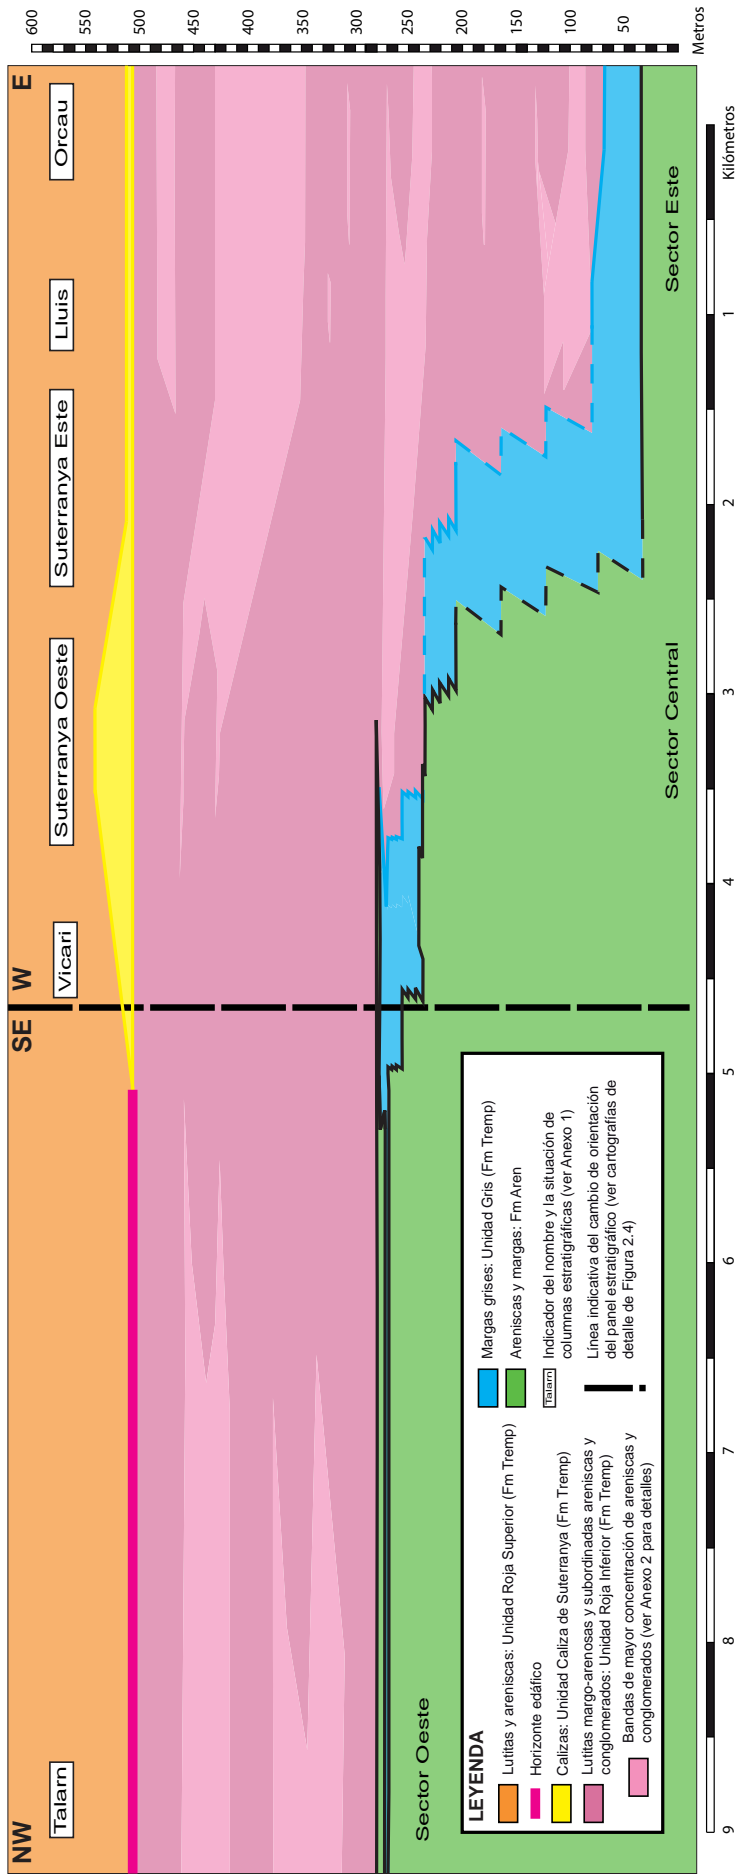 NW
SE
W
E
Talarn
Vicari
Suterranya Oeste
Suterranya Este
Lluis
Orcau
600
550
500
450
400
350
300
250
200
150
100
50
Metros
Sector Oeste
Sector Central
Sector Este
LEYENDA
Lutitas y areniscas: Unidad Roja Superior (Fm Tremp)
Horizonte edáfico
Calizas: Unidad Caliza de Suterranya (Fm Tremp)
Lutitas margo-arenosas y subordinadas areniscas y
conglomerados: Unidad Roja Inferior (Fm Tremp)
Bandas de mayor concentración de areniscas y
conglomerados (ver Anexo 2 para detalles)
Margas grises: Unidad Gris (Fm Tremp)
Areniscas y margas: Fm Aren
Talarn
Indicador del nombre y la situación de
columnas estratigráficas (ver Anexo 1)
Línea indicativa del cambio de orientación
del panel estratigráfico (ver cartografías de
detalle de Figura 2.4)
9
8
7
6
5
4
3
2
1
Kilómetros